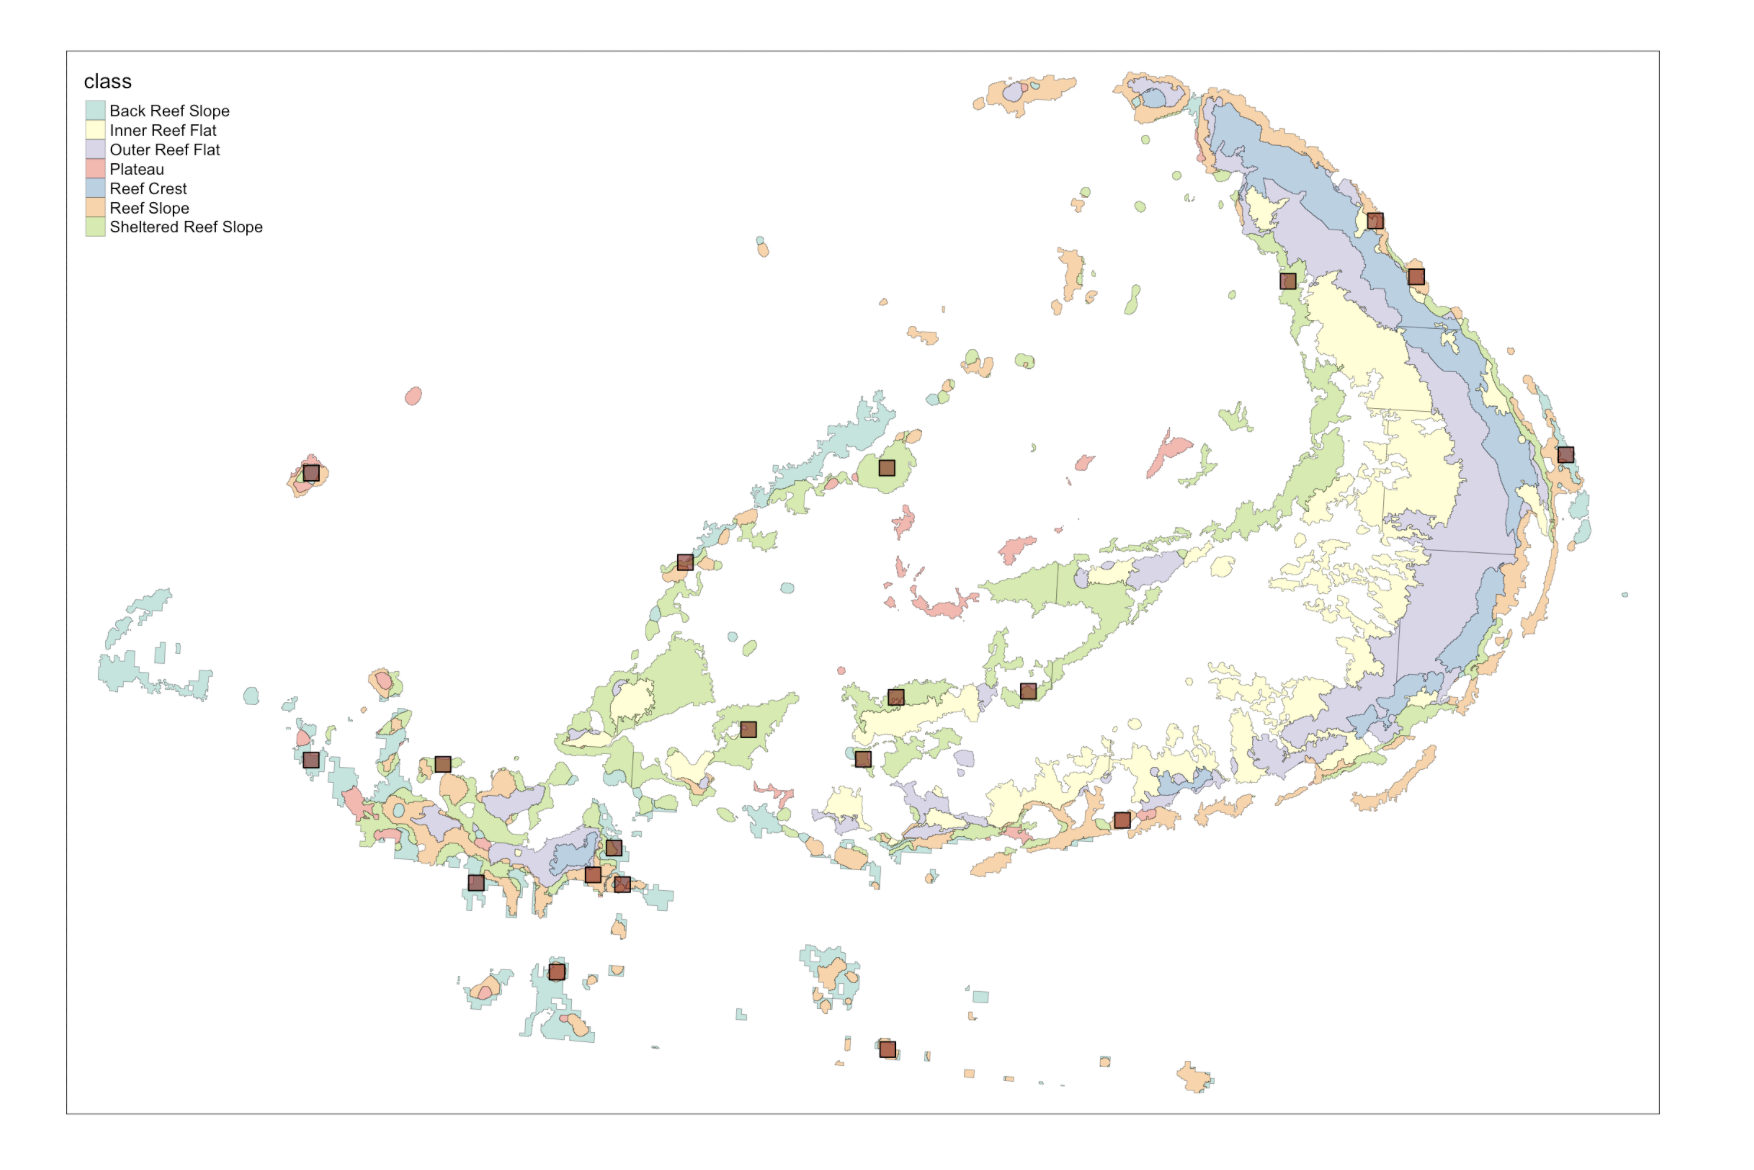 class
Back Reef Slope
Inner Reef Flat
Outer Reef Flat
Plateau
Reef Crest
Reef Slope
Sheltered Reef Slope